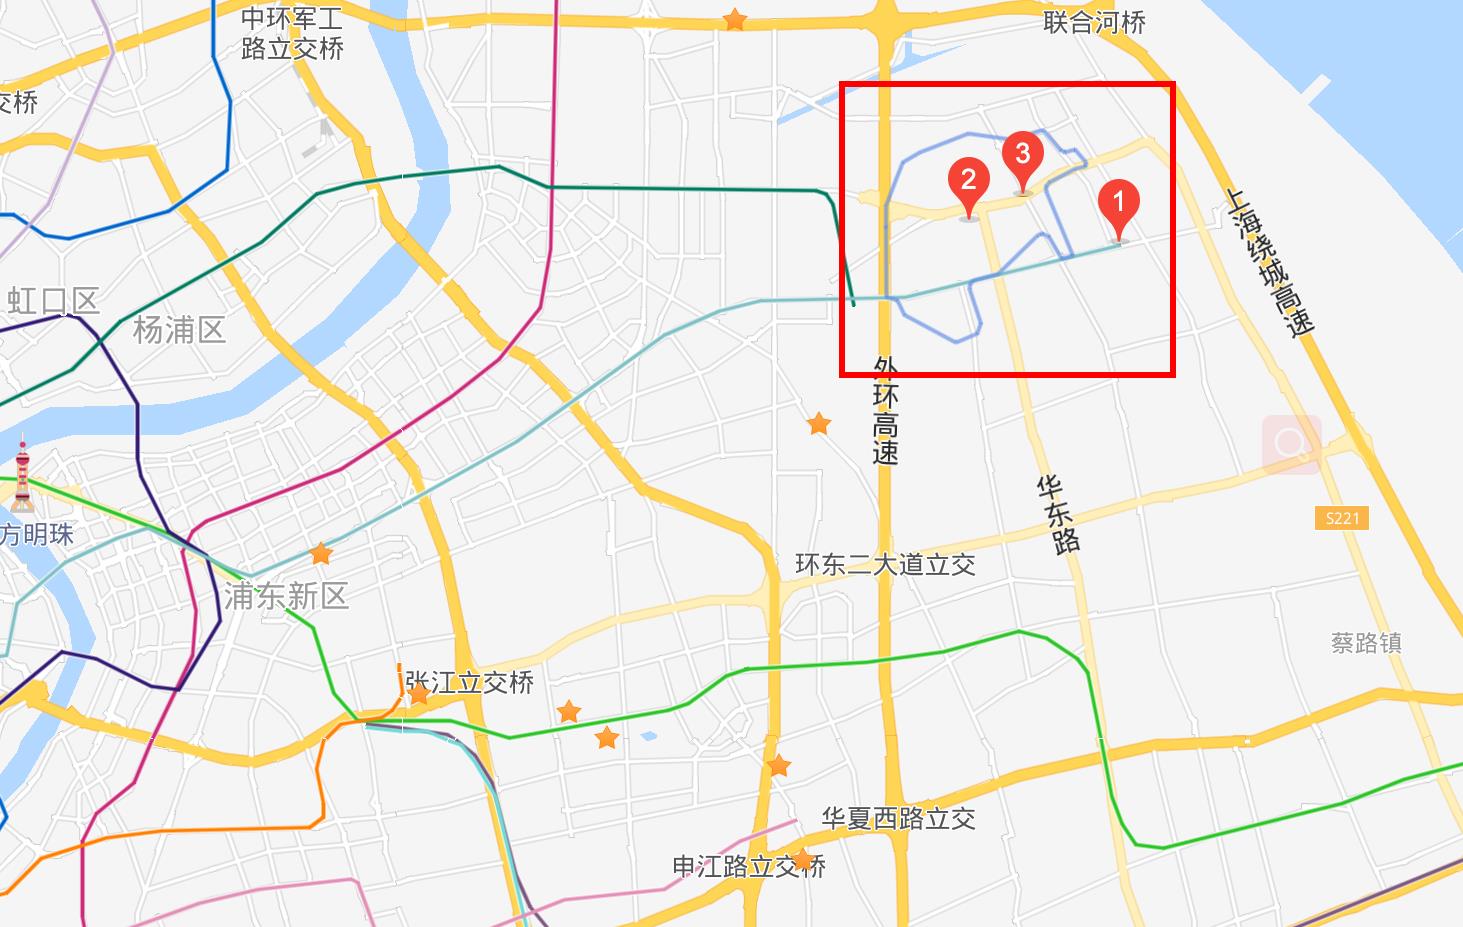 中环军工
路立交桥
联合河桥
交桥
3
2
1
上海绕城高速
虹口区
杨浦区
外环高速
华东路
方明珠
S221
环东二大道立交
浦东新区
蔡路镇
张江立交桥
华夏西路立交
申江路立交桥